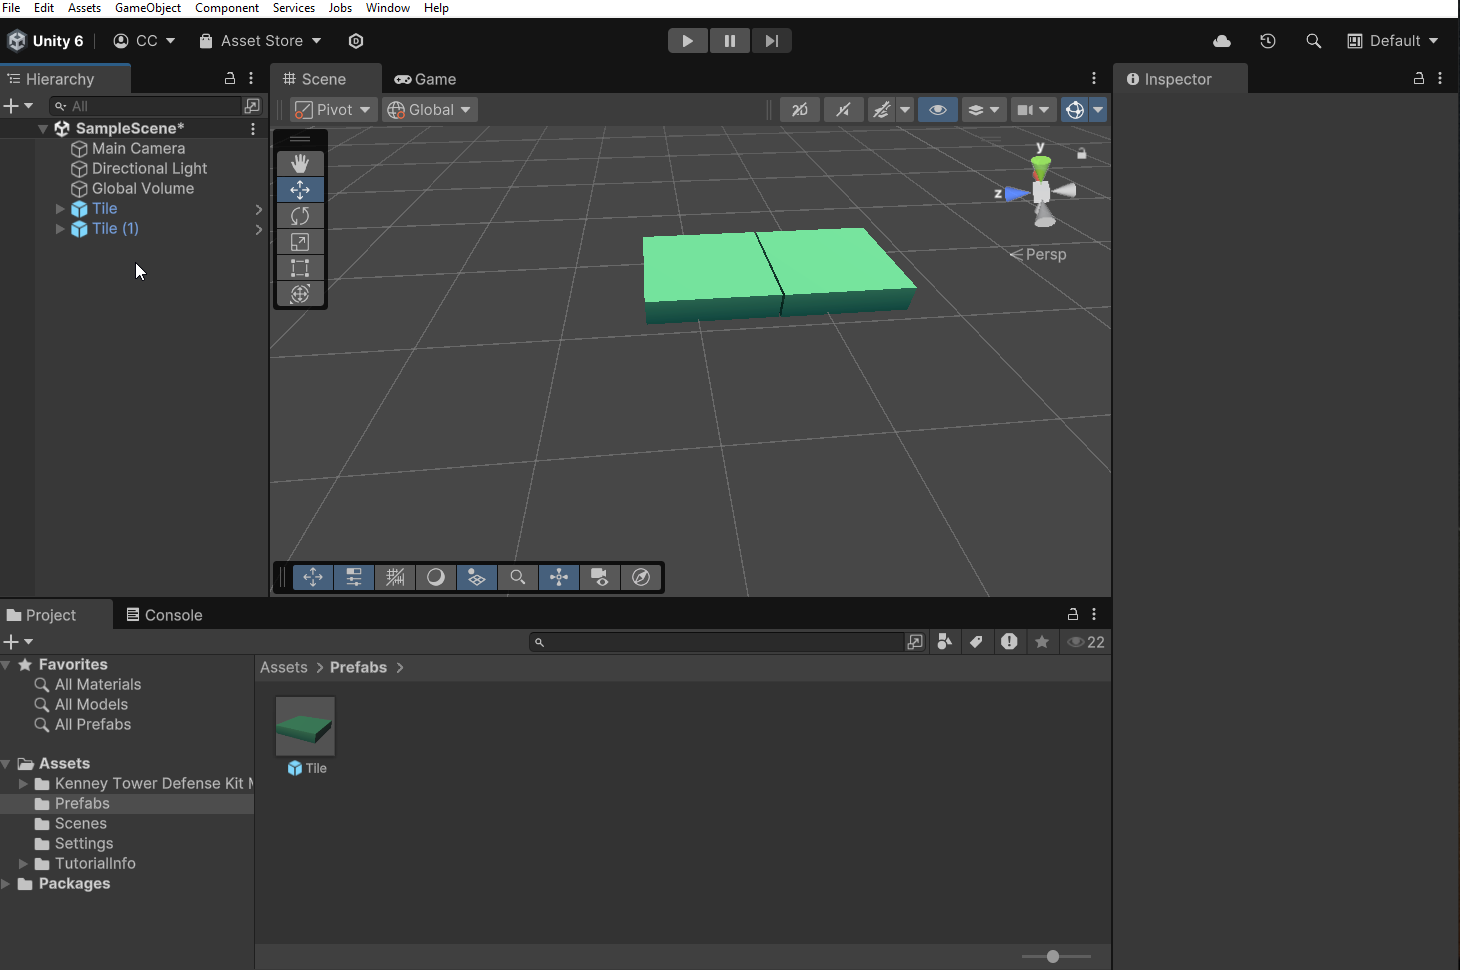 File Edit Assets GameObject Component Services Jobs Window Help
Unity 6 CC Asset Store Default
Hierarchy
All
SampleScene*
Main Camera
Directional Light
Global Volume
Tile
Tile (1)
Scene Game
Pivot Global 2D
y
z
Persp
Inspector
Project Console
22
Favorites
All Materials
All Models
All Prefabs
Assets
Kenney Tower Defense Kit
Prefabs
Scenes
Settings
TutorialInfo
Packages
Assets > Prefabs >
Tile